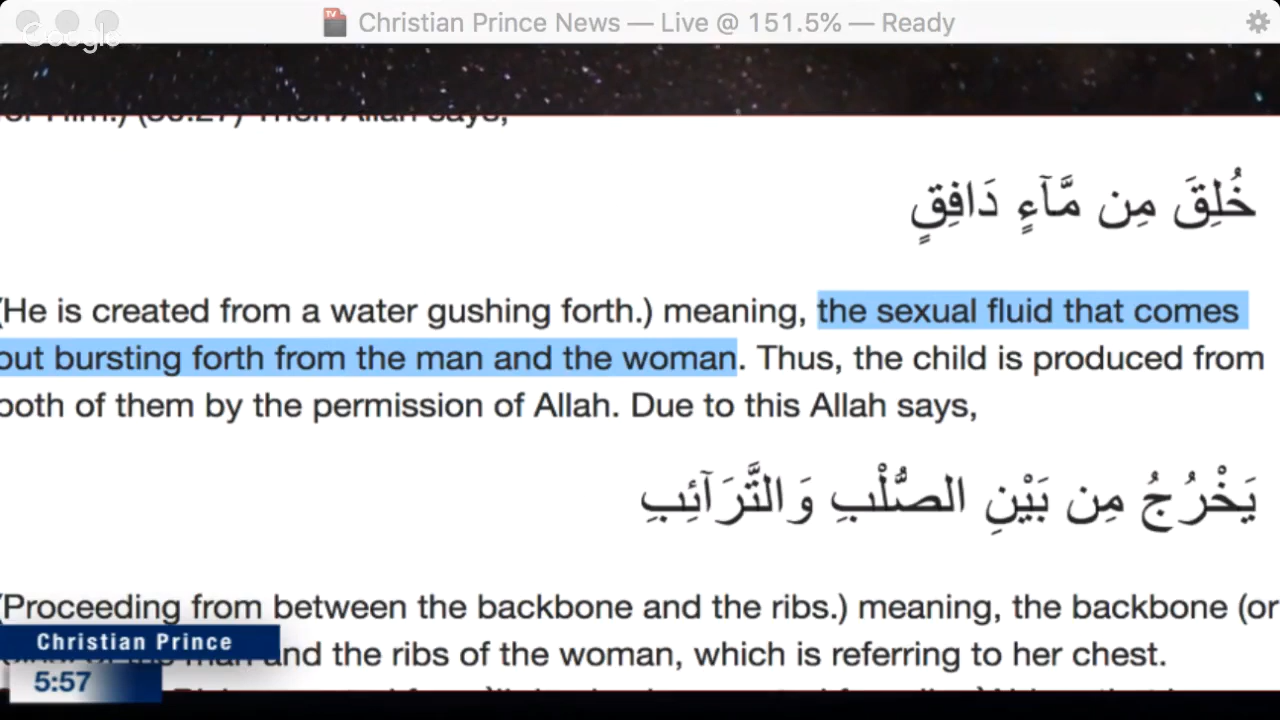 Christian Prince News — Live @ 151.5% — Ready
Google
Then Allah says,
خُلِقَ مِن مَّآءٍ دَافِقٍ
(He is created from a water gushing forth.) meaning, the sexual fluid that comes
out bursting forth from the man and the woman. Thus, the child is produced from
both of them by the permission of Allah. Due to this Allah says,
يَخْرُجُ مِن بَيْنِ الصُّلْبِ وَالتَّرَآئِبِ
(Proceeding from between the backbone and the ribs.) meaning, the backbone (or
man and the ribs of the woman, which is referring to her chest.
Christian Prince
5:57